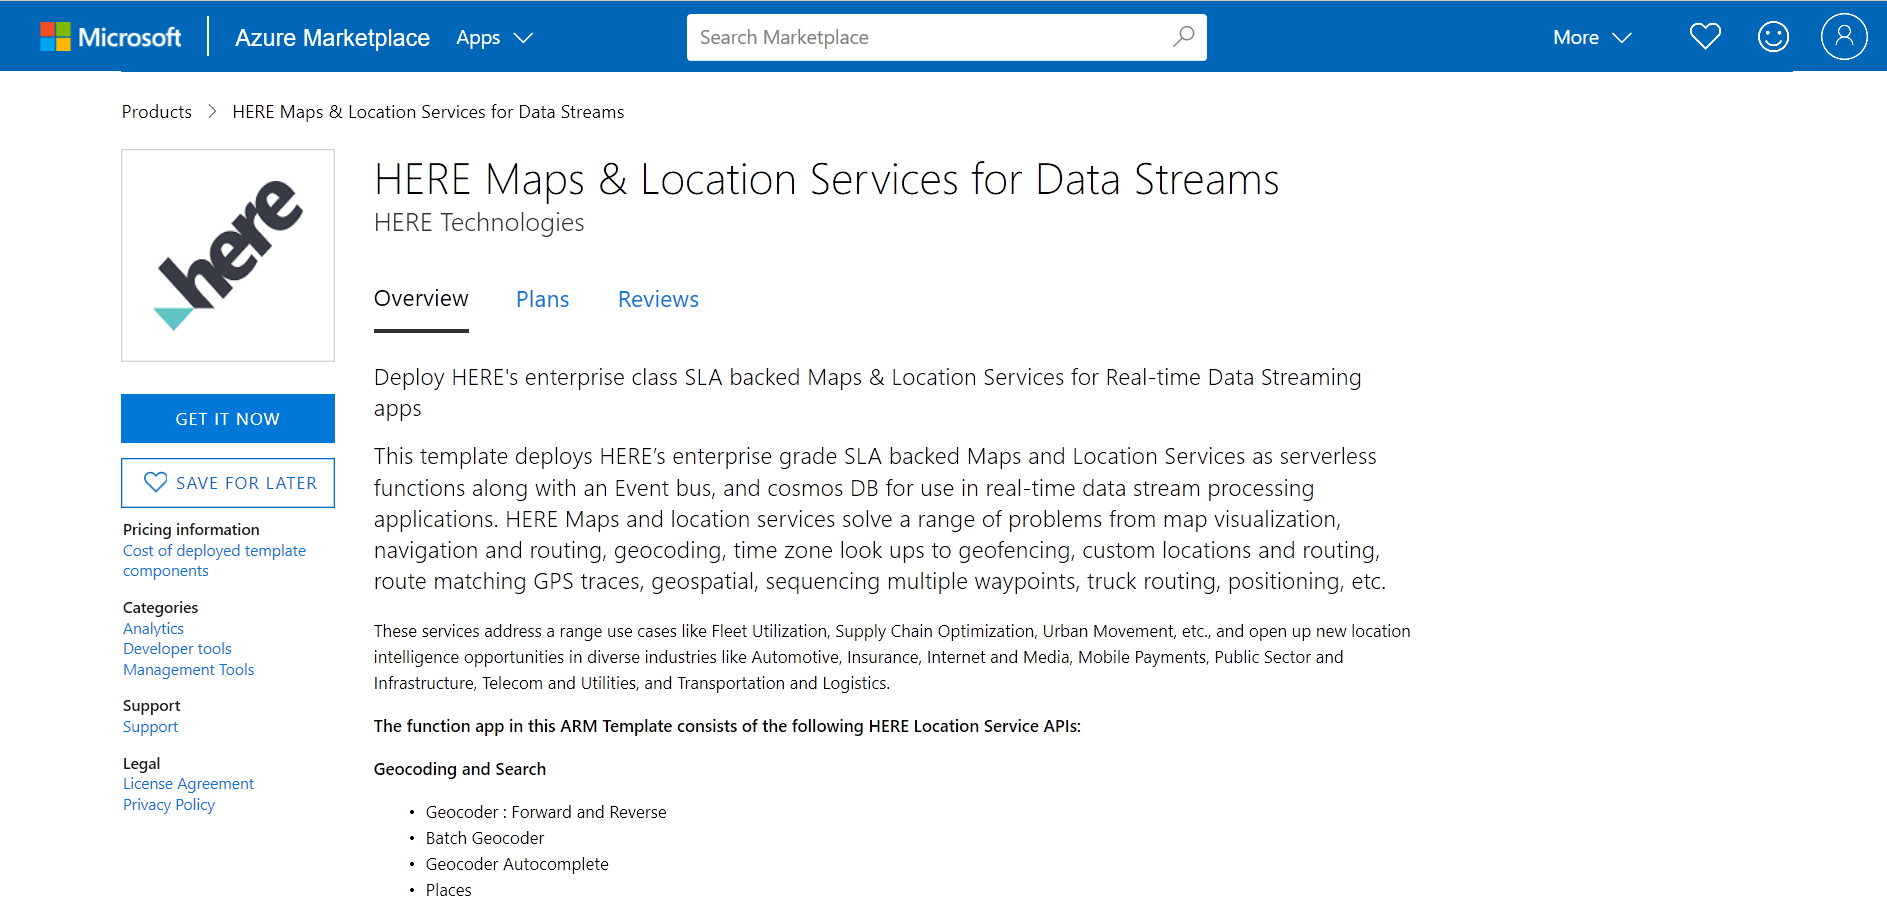 Microsoft
Azure Marketplace
Apps
Search Marketplace
More
Products
HERE Maps & Location Services for Data Streams
here
HERE Maps & Location Services for Data Streams
HERE Technologies
Overview
Plans
Reviews
GET IT NOW
SAVE FOR LATER
Pricing information
Cost of deployed template
components
Categories
Analytics
Developer tools
Management Tools
Support
Support
Legal
License Agreement
Privacy Policy
Deploy HERE's enterprise class SLA backed Maps & Location Services for Real-time Data Streaming
apps
This template deploys HERE’s enterprise grade SLA backed Maps and Location Services as serverless
functions along with an Event bus, and cosmos DB for use in real-time data stream processing
applications. HERE Maps and location services solve a range of problems from map visualization,
navigation and routing, geocoding, time zone look ups to geofencing, custom locations and routing,
route matching GPS traces, geospatial, sequencing multiple waypoints, truck routing, positioning, etc.
These services address a range use cases like Fleet Utilization, Supply Chain Optimization, Urban Movement, etc., and open up new location
intelligence opportunities in diverse industries like Automotive, Insurance, Internet and Media, Mobile Payments, Public Sector and
Infrastructure, Telecom and Utilities, and Transportation and Logistics.
The function app in this ARM Template consists of the following HERE Location Service APIs:
Geocoding and Search
• Geocoder : Forward and Reverse
• Batch Geocoder
• Geocoder Autocomplete
• Places